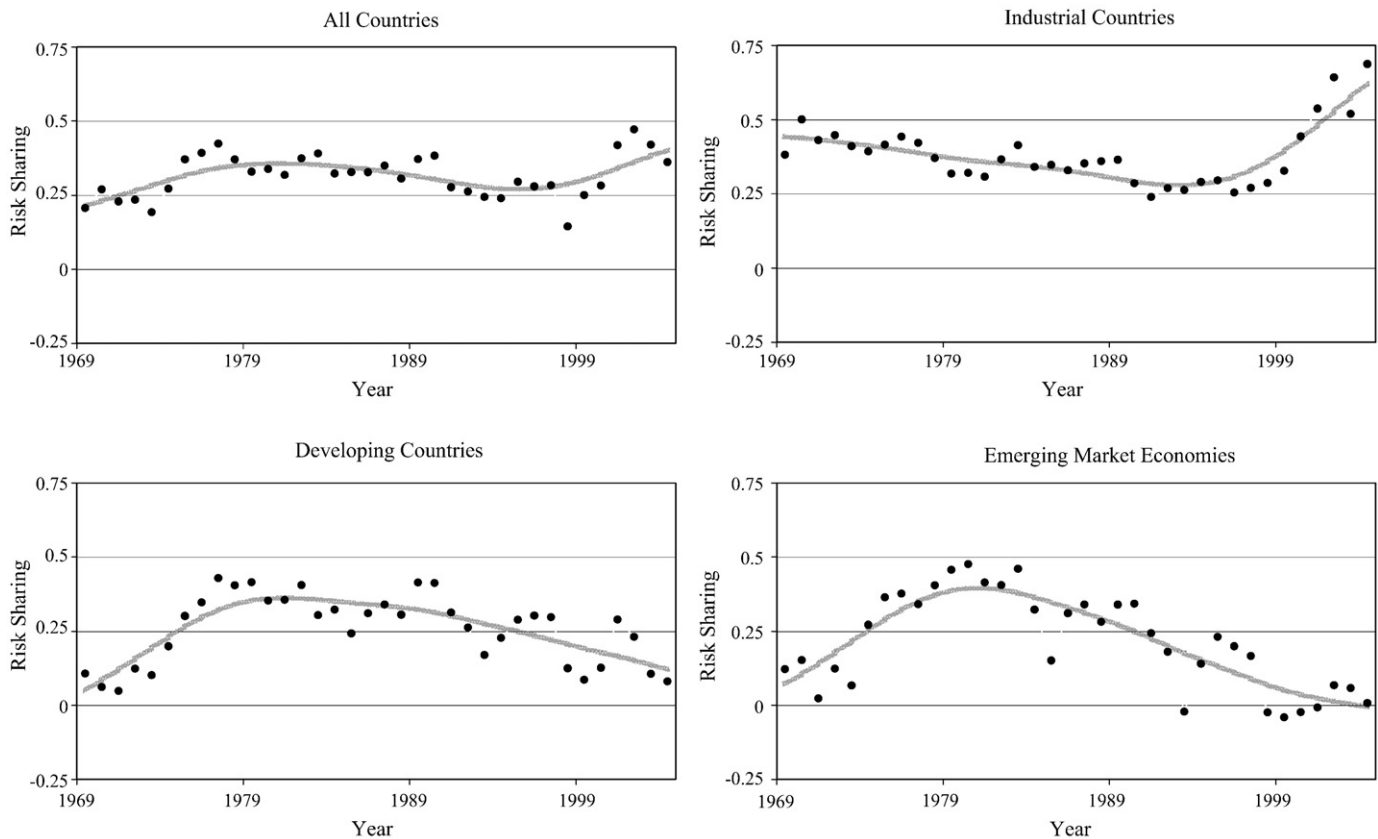 All Countries
0.75
0.5
0.25
0
-0.25
Risk Sharing
1969 1979 1989 1999
Year
Industrial Countries
0.75
0.5
0.25
0
-0.25
Risk Sharing
1969 1979 1989 1999
Year
Developing Countries
0.75
0.5
0.25
0
-0.25
Risk Sharing
1969 1979 1989 1999
Year
Emerging Market Economies
0.75
0.5
0.25
0
-0.25
Risk Sharing
1969 1979 1989 1999
Year